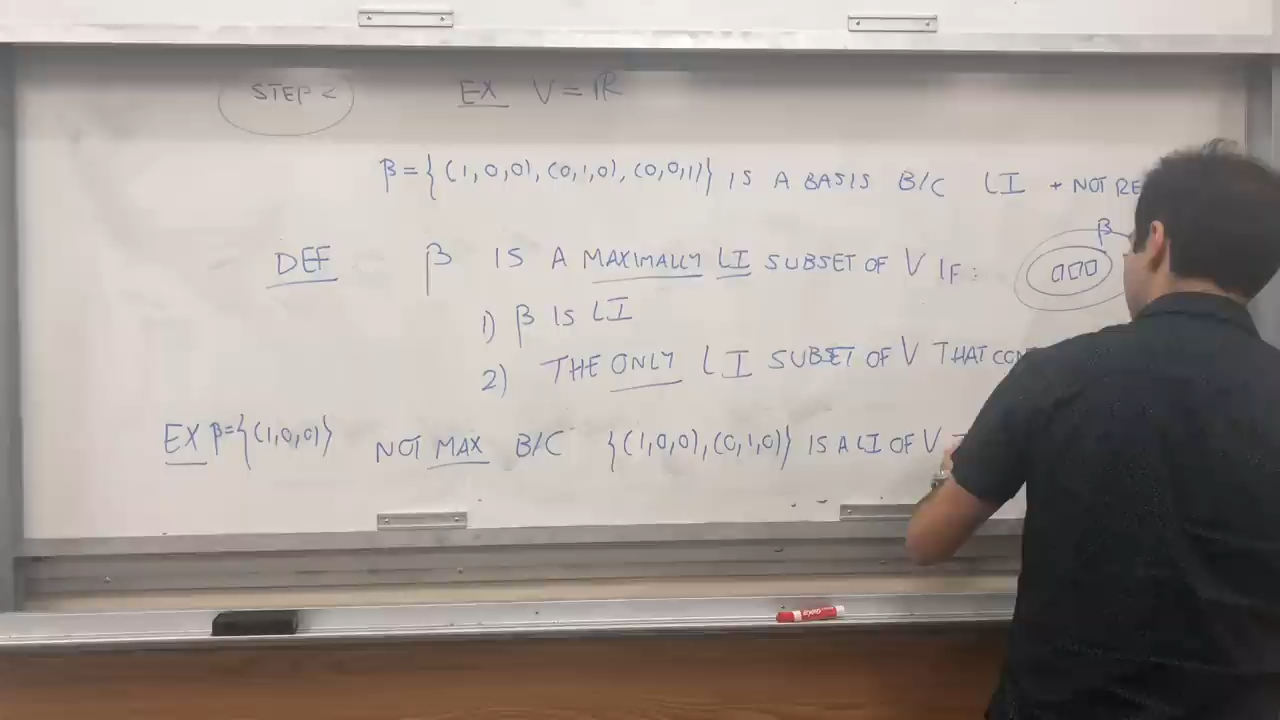 STEP <
EX V = ℝ
β = {(1,0,0), (0,1,0), (0,0,1)} IS A BASIS B/C LI + NOT RE
DEF β IS A MAXIMALLY LI SUBSET OF V IF:
β
1) β IS LI
2) THE ONLY LI SUBSET OF V THAT CON
EX β={(1,0,0)} NOT MAX B/C {(1,0,0), (0,1,0)} IS A LI OF V